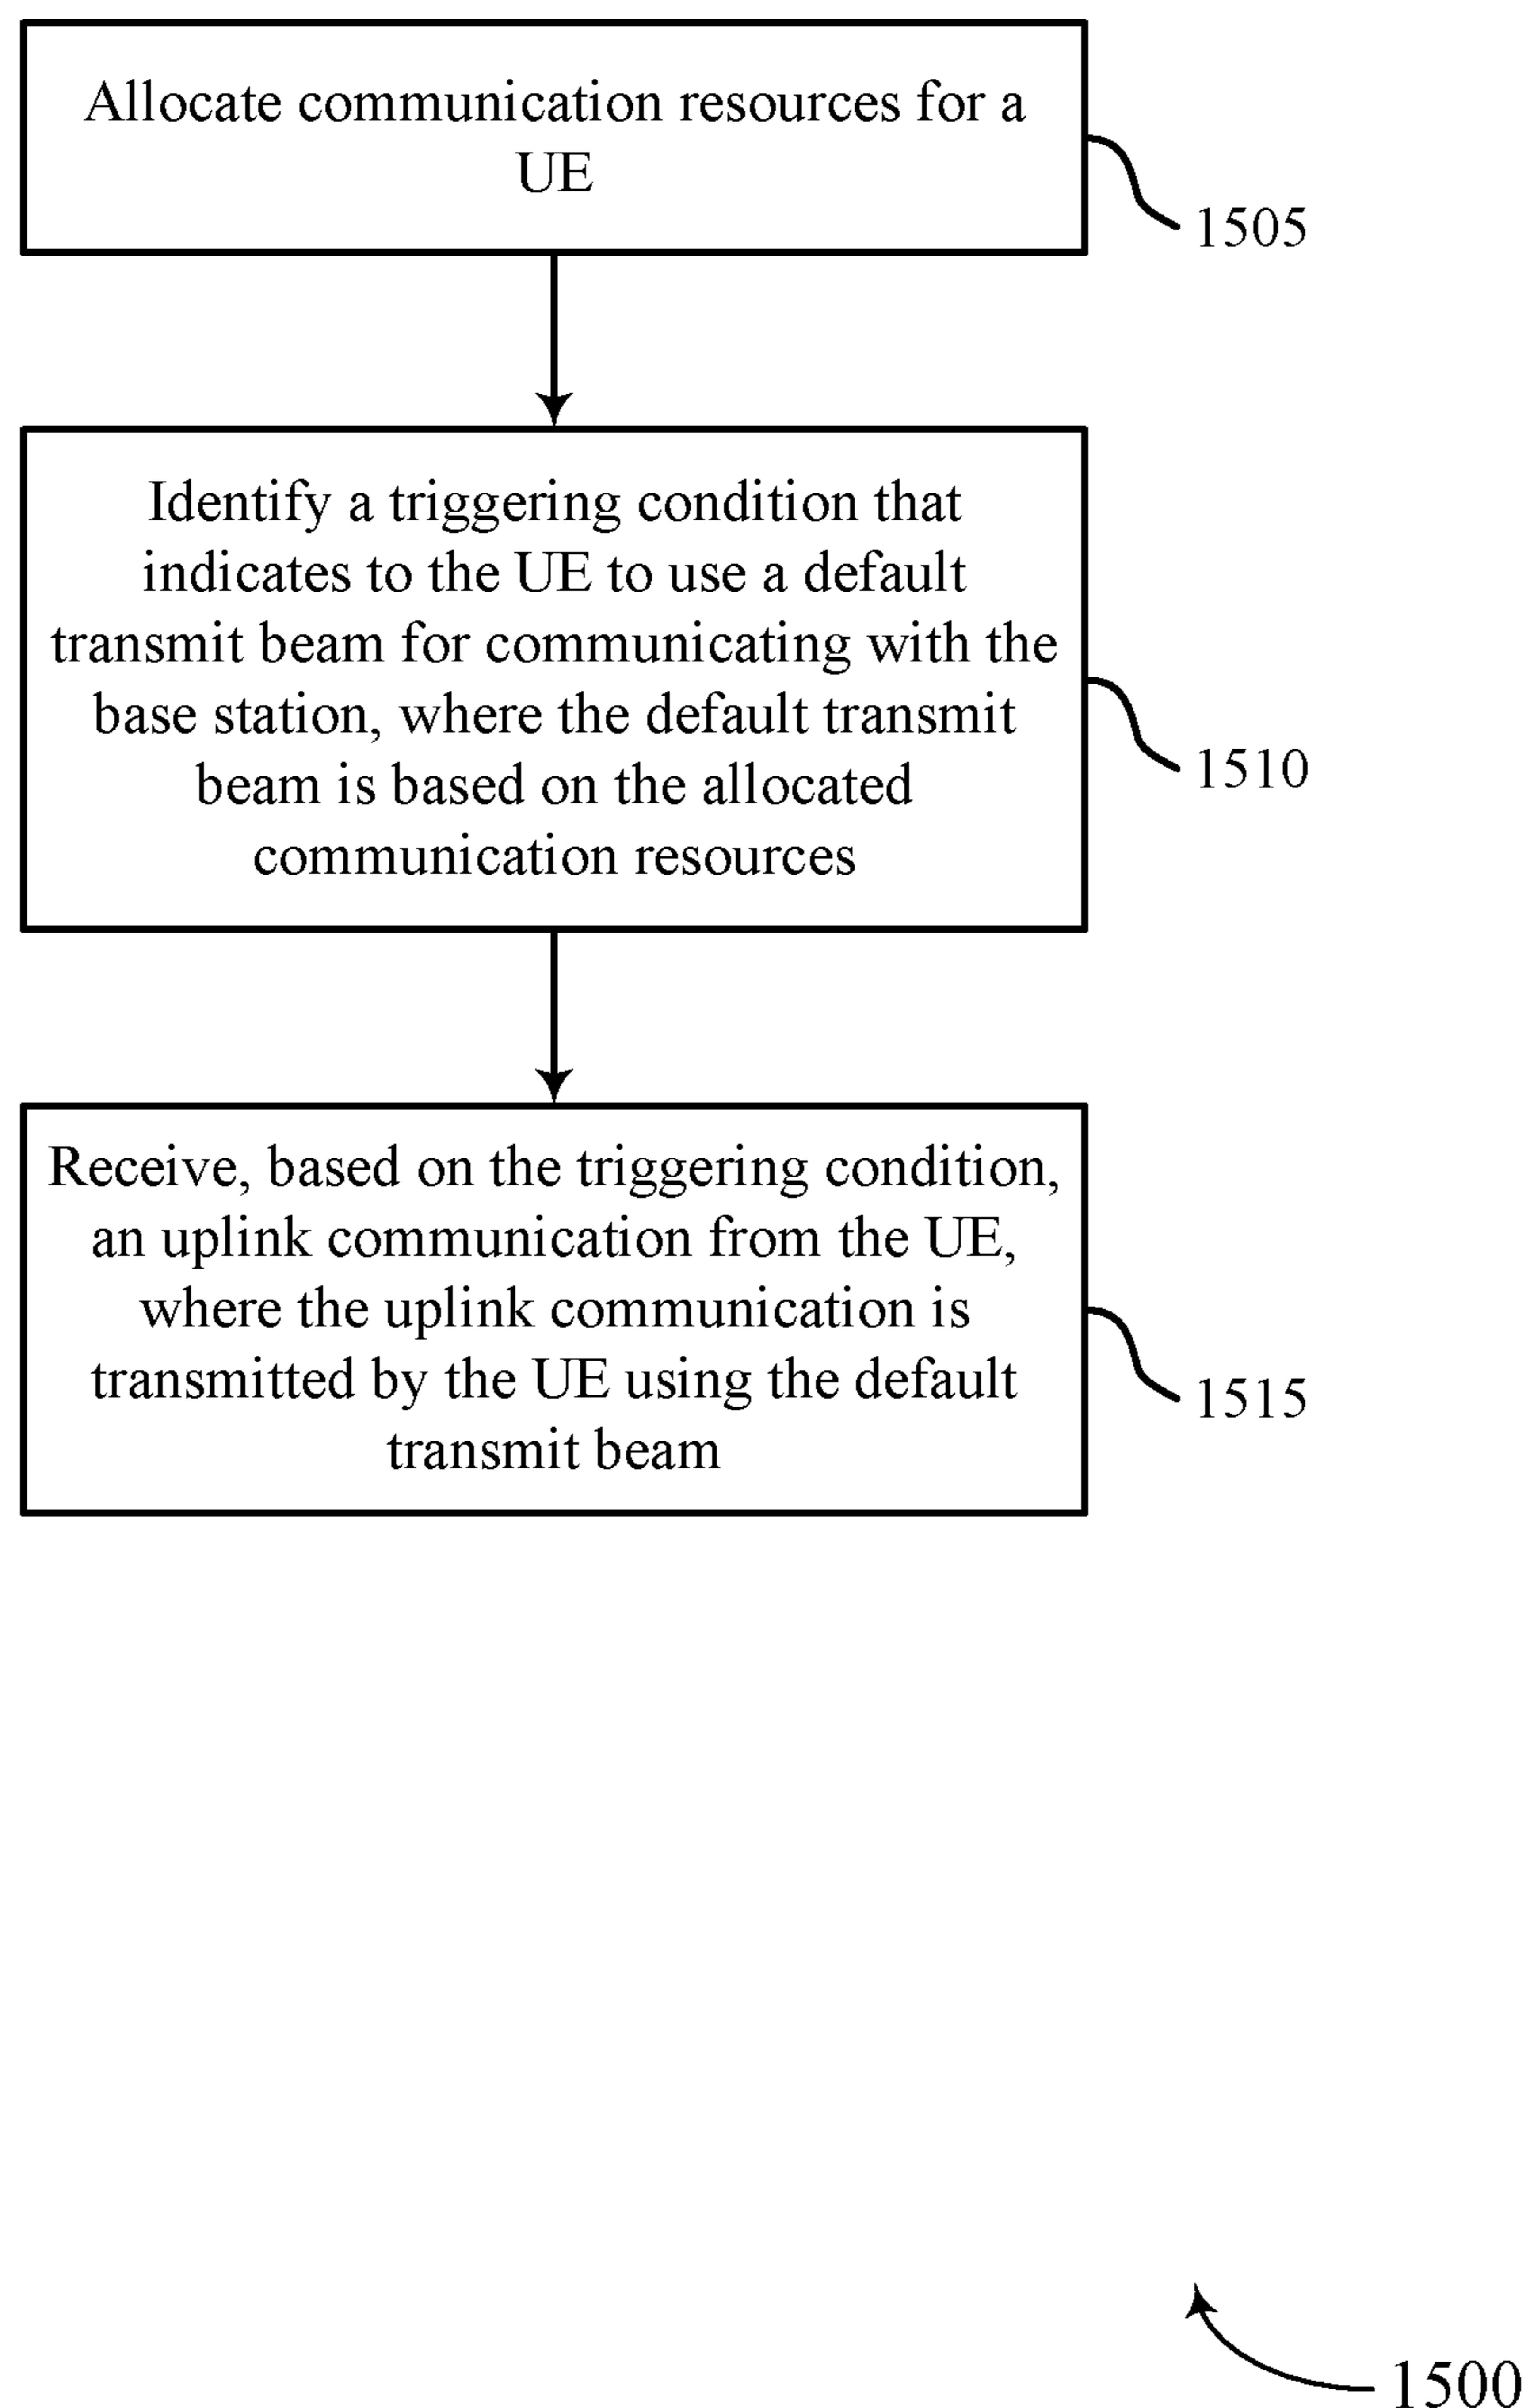 Allocate communication resources for a
UE
1505
Identify a triggering condition that
indicates to the UE to use a default
transmit beam for communicating with the
base station, where the default transmit
beam is based on the allocated
communication resources
1510
Receive, based on the triggering condition,
an uplink communication from the UE,
where the uplink communication is
transmitted by the UE using the default
transmit beam
1515
1500